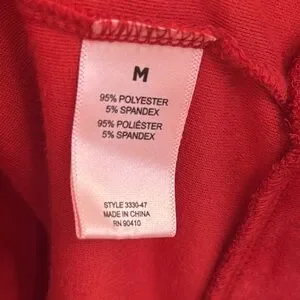 M
95% POLYESTER
5% SPANDEX
95% POLIÉSTER
5% SPANDEX
STYLE 3330-47
MADE IN CHINA
RN 90410